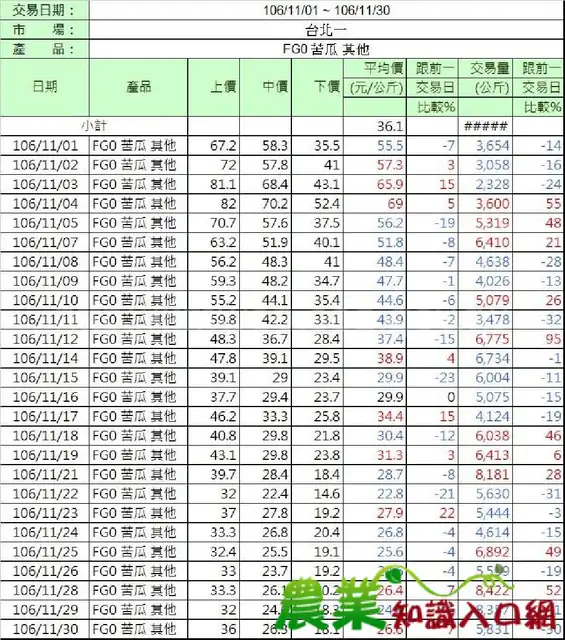 交易日期： 106/11/01 ~ 106/11/30
市 場： 台北一
產 品： FG0 苦瓜 其他
日期 產品 上價 中價 下價 平均價 跟前一 交易量 跟前一
(元/公斤) 交易日 (公斤) 交易日
比較% 比較%
小計 36.1 #####
106/11/01 FG0 苦瓜 其他 67.2 58.3 35.5 55.5 -7 3,654 -14
106/11/02 FG0 苦瓜 其他 72 57.8 41 57.3 3 3,058 -16
106/11/03 FG0 苦瓜 其他 81.1 68.4 43.1 65.9 15 2,328 -24
106/11/04 FG0 苦瓜 其他 82 70.2 52.4 69 5 3,600 55
106/11/05 FG0 苦瓜 其他 70.7 57.6 37.5 56.2 -19 5,319 48
106/11/07 FG0 苦瓜 其他 63.2 51.9 40.1 51.8 -8 6,410 21
106/11/08 FG0 苦瓜 其他 56.2 48.3 41 48.4 -7 4,638 -28
106/11/09 FG0 苦瓜 其他 59.3 48.2 34.7 47.7 -1 4,026 -13
106/11/10 FG0 苦瓜 其他 55.2 44.1 35.4 44.6 -6 5,079 26
106/11/11 FG0 苦瓜 其他 59.8 42.2 33.1 43.9 -2 3,478 -32
106/11/12 FG0 苦瓜 其他 48.3 36.7 28.4 37.4 -15 6,775 95
106/11/14 FG0 苦瓜 其他 47.8 39.1 29.5 38.9 4 6,734 -1
106/11/15 FG0 苦瓜 其他 39.1 29 23.4 29.9 -23 6,004 -11
106/11/16 FG0 苦瓜 其他 37.7 29.4 23.7 29.9 0 5,075 -15
106/11/17 FG0 苦瓜 其他 46.2 33.3 25.8 34.4 15 4,124 -19
106/11/18 FG0 苦瓜 其他 40.8 29.8 21.8 30.4 -12 6,038 46
106/11/19 FG0 苦瓜 其他 43.1 29.8 23.8 31.3 3 6,413 6
106/11/21 FG0 苦瓜 其他 39.7 28.4 18.4 28.7 -8 8,181 28
106/11/22 FG0 苦瓜 其他 32 22.4 14.6 22.8 -21 5,630 -31
106/11/23 FG0 苦瓜 其他 37 27.8 19.2 27.9 22 5,444 -3
106/11/24 FG0 苦瓜 其他 33.3 26.8 20.4 26.8 -4 4,614 -15
106/11/25 FG0 苦瓜 其他 32.4 25.5 19.1 25.6 -4 6,892 49
106/11/26 FG0 苦瓜 其他 33 23.7 19.2 -4 -19
106/11/28 FG0 苦瓜 其他 33.3 26.1 26.4 7 8,422 52
106/11/29 FG0 苦瓜 其他 32
106/11/30 FG0 苦瓜 其他 36
農業知識入口網